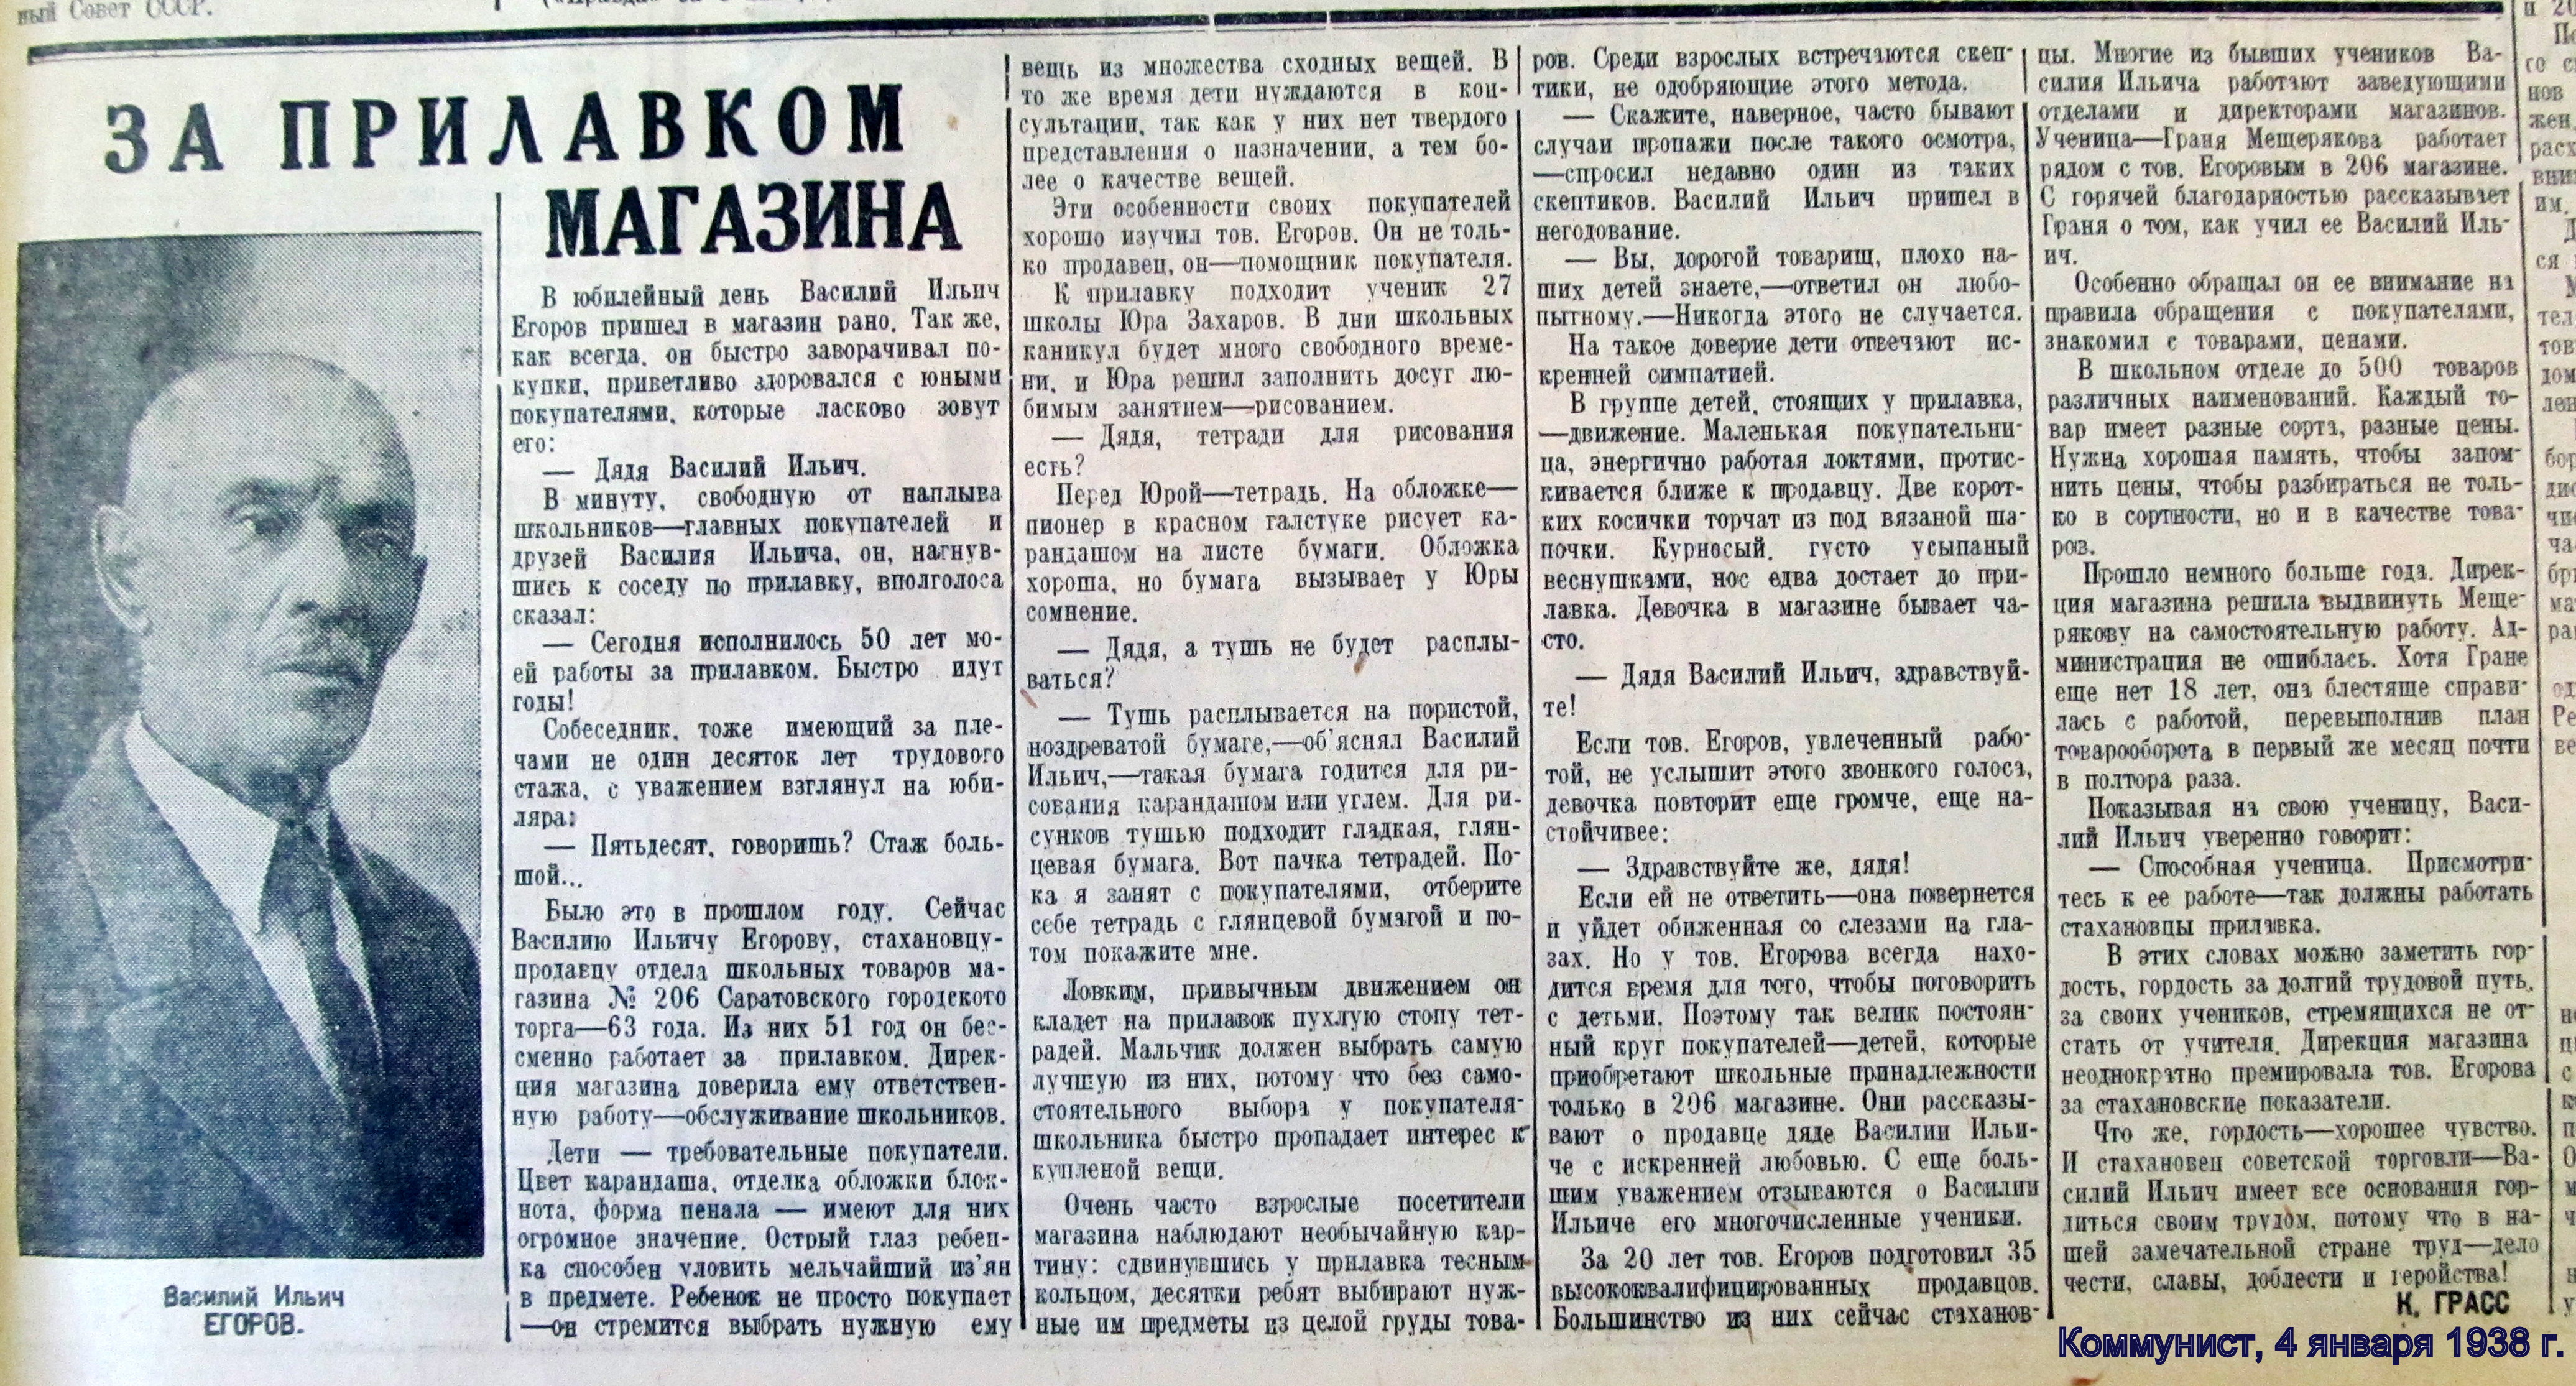 ный Совет СССР.
ЗА ПРИЛАВКОМ
МАГАЗИНА
Василий Ильич
ЕГОРОВ.
В юбилейный день Василий Ильич
Егоров пришел в магазин рано. Так же,
как всегда, он быстро заворачивал по-
купки, приветливо здоровался с юными
покупателями, которые ласково зовут
его:
— Дядя Василий Ильич.
В минуту, свободную от наплыва
школьников—главных покупателей и
друзей Василия Ильича, он, нагнув-
шись к соседу по прилавку, вполголоса
сказал:
— Сегодня исполнилось 50 лет мо-
ей работы за прилавком. Быстро идут
годы!
Собеседник, тоже имеющий за пле-
чами не один десяток лет трудового
стажа, с уважением взглянул на юби-
ляра:
— Пятьдесят, говоришь? Стаж боль-
шой...
Было это в прошлом году. Сейчас
Василию Ильичу Егорову, стахановцу-
продавцу отдела школьных товаров ма-
газина № 206 Саратовского городского
торга—63 года. Из них 51 год он бес-
сменно работает за прилавком. Дирек-
ция магазина доверила ему ответствен-
ную работу—обслуживание школьников.
Дети — требовательные покупатели.
Цвет карандаша, отделка обложки блок-
нота, форма пенала — имеют для них
огромное значение. Острый глаз ребен-
ка способен уловить мельчайший из'ян
в предмете. Ребенок не просто покупает
—он стремится выбрать нужную ему
вещь из множества сходных вещей. В
то же время дети нуждаются в кон-
сультации, так как у них нет твердого
представления о назначении, а тем бо-
лее о качестве вещей.
Эти особенности своих покупателей
хорошо изучил тов. Егоров. Он не толь-
ко продавец, он—помощник покупателя.
К прилавку подходит ученик 27
школы Юра Захаров. В дни школьных
каникул будет много свободного време-
ни, и Юра решил заполнить досуг лю-
бимым занятием—рисованием.
— Дядя, тетради для рисования
есть?
Перед Юрой—тетрадь. На обложке—
пионер в красном галстуке рисует ка-
рандашом на листе бумаги. Обложка
хороша, но бумага вызывает у Юры
сомнение.
— Дядя, а тушь не будет расплы-
ваться?
— Тушь расплывается на пористой,
ноздреватой бумаге,—об'яснял Василий
Ильич,—такая бумага годится для ри-
сования карандашом или углем. Для ри-
сунков тушью подходит гладкая, глян-
цевая бумага. Вот пачка тетрадей. По-
ка я занят с покупателями, отберите
себе тетрадь с глянцевой бумагой и по-
том покажите мне.
Ловким, привычным движением он
кладет на прилавок пухлую стопу тет-
радей. Мальчик должен выбрать самую
лучшую из них, потому что без само-
стоятельного выбора у покупателя-
школьника быстро пропадает интерес к
купленой вещи.
Очень часто взрослые посетители
магазина наблюдают необычайную кар-
тину: сдвинувшись у прилавка тесным
кольцом, десятки ребят выбирают нуж-
ные им предметы из целой груды това-
ров. Среди взрослых встречаются скеп-
тики, не одобряющие этого метода.
— Скажите, наверное, часто бывают
случаи пропажи после такого осмотра,
—спросил недавно один из таких
скептиков. Василий Ильич пришел в
негодование.
— Вы, дорогой товарищ, плохо на-
ших детей знаете,—ответил он любо-
пытному.—Никогда этого не случается.
На такое доверие дети отвечают ис-
кренней симпатией.
В группе детей, стоящих у прилавка,
—движение. Маленькая покупательни-
ца, энергично работая локтями, протис-
кивается ближе к продавцу. Две корот-
ких косички торчат из под вязаной ша-
почки. Курносый, густо усыпаный
веснушками, нос едва достает до при-
лавка. Девочка в магазине бывает ча-
сто.
— Дядя Василий Ильич, здравствуй-
те!
Если тов. Егоров, увлеченный рабо-
той, не услышит этого звонкого голоса,
девочка повторит еще громче, еще на-
стойчивее:
— Здравствуйте же, дядя!
Если ей не ответить—она повернется
и уйдет обиженная со слезами на гла-
зах. Но у тов. Егорова всегда нахо-
дится время для того, чтобы поговорить
с детьми. Поэтому так велик постоян-
ный круг покупателей—детей, которые
приобретают школьные принадлежности
только в 206 магазине. Они рассказы-
вают о продавце дяде Василии Ильи-
че с искренней любовью. С еще боль-
шим уважением отзываются о Василии
Ильиче его многочисленные ученики.
За 20 лет тов. Егоров подготовил 35
высококвалифицированных продавцов.
Большинство из них сейчас стаханов-
цы. Многие из бывших учеников Ва-
силия Ильича работают заведующими
отделами и директорами магазинов.
Ученица—Граня Мещерякова работает
рядом с тов. Егоровым в 206 магазине.
С горячей благодарностью рассказывает
Граня о том, как учил ее Василий Иль-
ич.
Особенно обращал он ее внимание на
правила обращения с покупателями,
знакомил с товарами, ценами.
В школьном отделе до 500 товаров
различных наименований. Каждый то-
вар имеет разные сорта, разные цены.
Нужна хорошая память, чтобы запом-
нить цены, чтобы разбираться не толь-
ко в сортности, но и в качестве това-
ров.
Прошло немного больше года. Дирек-
ция магазина решила выдвинуть Меще-
рякову на самостоятельную работу. Ад-
министрация не ошиблась. Хотя Гране
еще нет 18 лет, она блестяще справи-
лась с работой, перевыполнив план
товарооборота в первый же месяц почти
в полтора раза.
Показывая на свою ученицу, Васи-
лий Ильич уверенно говорит:
— Способная ученица. Присмотри-
тесь к ее работе—так должны работать
стахановцы прилавка.
В этих словах можно заметить гор-
дость, гордость за долгий трудовой путь,
за своих учеников, стремящихся не от-
стать от учителя. Дирекция магазина
неоднократно премировала тов. Егорова
за стахановские показатели.
Что же, гордость—хорошее чувство.
И стахановец советской торговли—Ва-
силий Ильич имеет все основания гор-
диться своим трудом, потому что в на-
шей замечательной стране труд—дело
чести, славы, доблести и геройства!
К. ГРАСС
Коммунист, 4 января 1938 г.